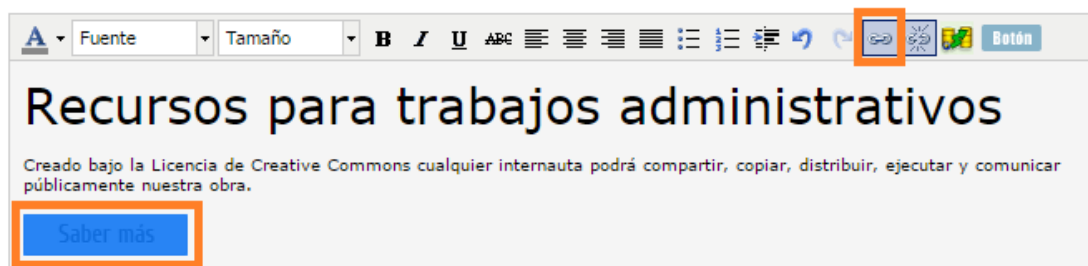 A Fuente Tamaño B I U ABC Botón
Recursos para trabajos administrativos
Creado bajo la Licencia de Creative Commons cualquier internauta podrá compartir, copiar, distribuir, ejecutar y comunicar
públicamente nuestra obra.
Saber más